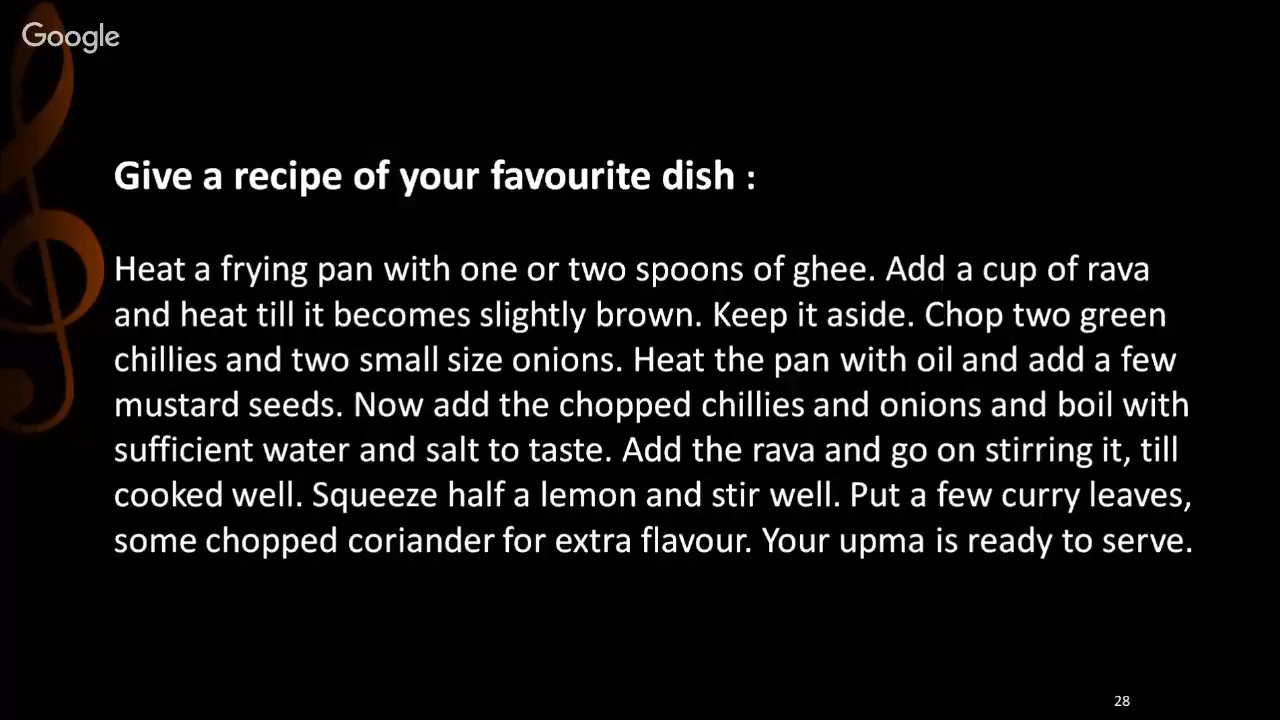 Google
Give a recipe of your favourite dish :
Heat a frying pan with one or two spoons of ghee. Add a cup of rava
and heat till it becomes slightly brown. Keep it aside. Chop two green
chillies and two small size onions. Heat the pan with oil and add a few
mustard seeds. Now add the chopped chillies and onions and boil with
sufficient water and salt to taste. Add the rava and go on stirring it, till
cooked well. Squeeze half a lemon and stir well. Put a few curry leaves,
some chopped coriander for extra flavour. Your upma is ready to serve.
28